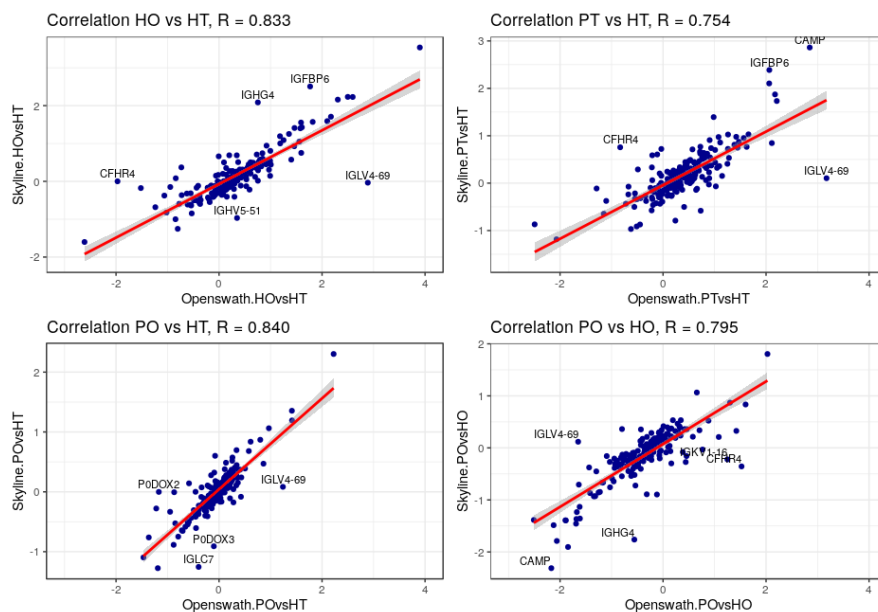 Correlation HO vs HT, R = 0.833
Skyline.HOvsHT
2
0
-2
IGFBP6
IGHG4
CFHR4
IGLV4-69
IGHV5-51
-2
0
2
4
Openswath.HOvsHT
Correlation PT vs HT, R = 0.754
Skyline.PTvsHT
3
2
1
0
-1
CAMP
IGFBP6
CFHR4
IGLV4-69
-2
0
2
4
Openswath.PTvsHT
Correlation PO vs HT, R = 0.840
Skyline.POvsHT
2
1
0
-1
P0DOX2
IGLV4-69
P0DOX3
IGLC7
-2
0
2
4
Openswath.POvsHT
Correlation PO vs HO, R = 0.795
Skyline.POvsHO
2
1
0
-1
-2
IGLV4-69
IGKV1-16
CFHR4
IGHG4
CAMP
-2
0
2
4
Openswath.POvsHO